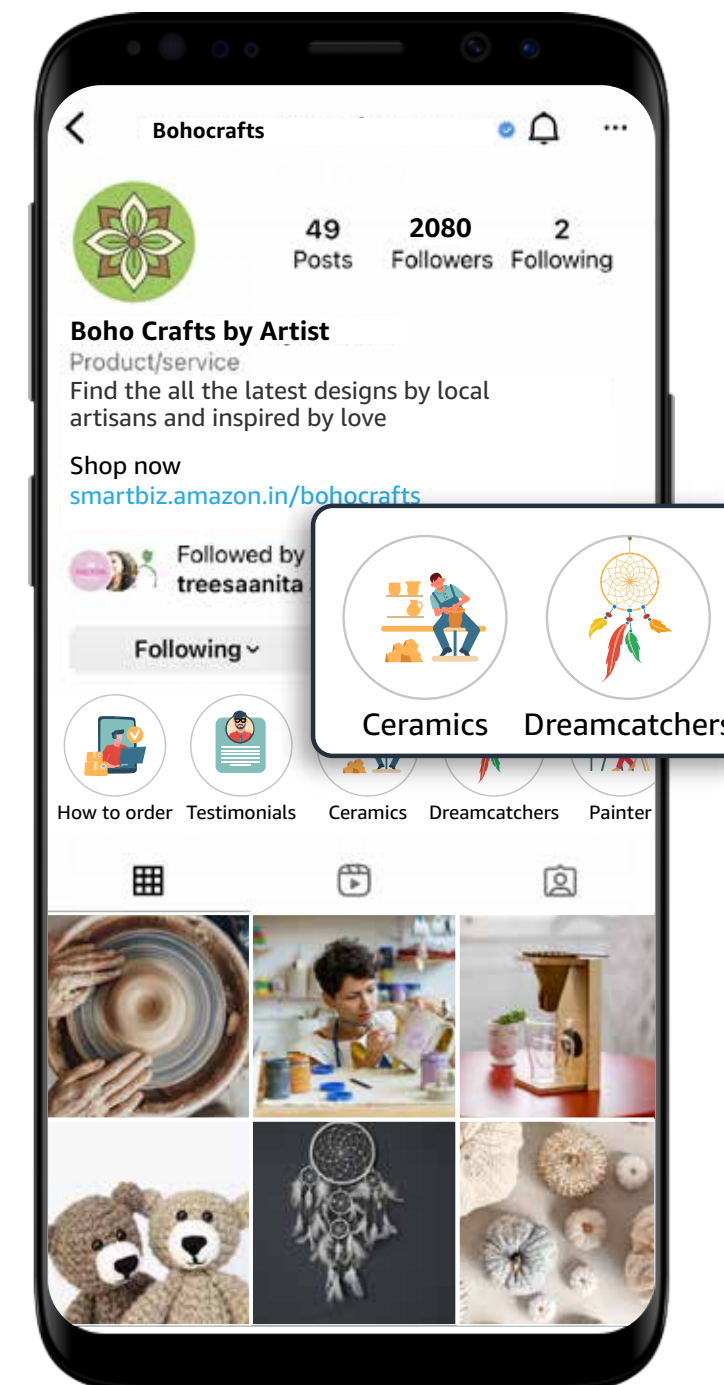 Bohocrafts
49 2080 2
Posts Followers Following
Boho Crafts by Artist
Product/service
Find the all the latest designs by local
artisans and inspired by love
Shop now
smartbiz.amazon.in/bohocrafts
Followed by
treesaanita
Following
Ceramics Dreamcatchers
How to order Testimonials Ceramics Dreamcatchers Painter